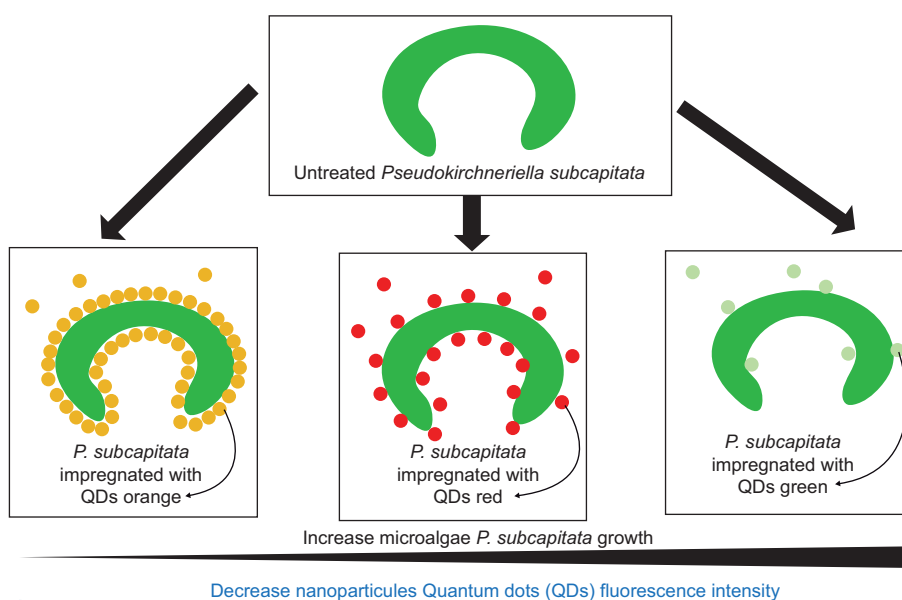 Untreated Pseudokirchneriella subcapitata
P. subcapitata
impregnated with
QDs orange
P. subcapitata
impregnated with
QDs red
P. subcapitata
impregnated with
QDs green
Increase microalgae P. subcapitata growth
Decrease nanoparticules Quantum dots (QDs) fluorescence intensity